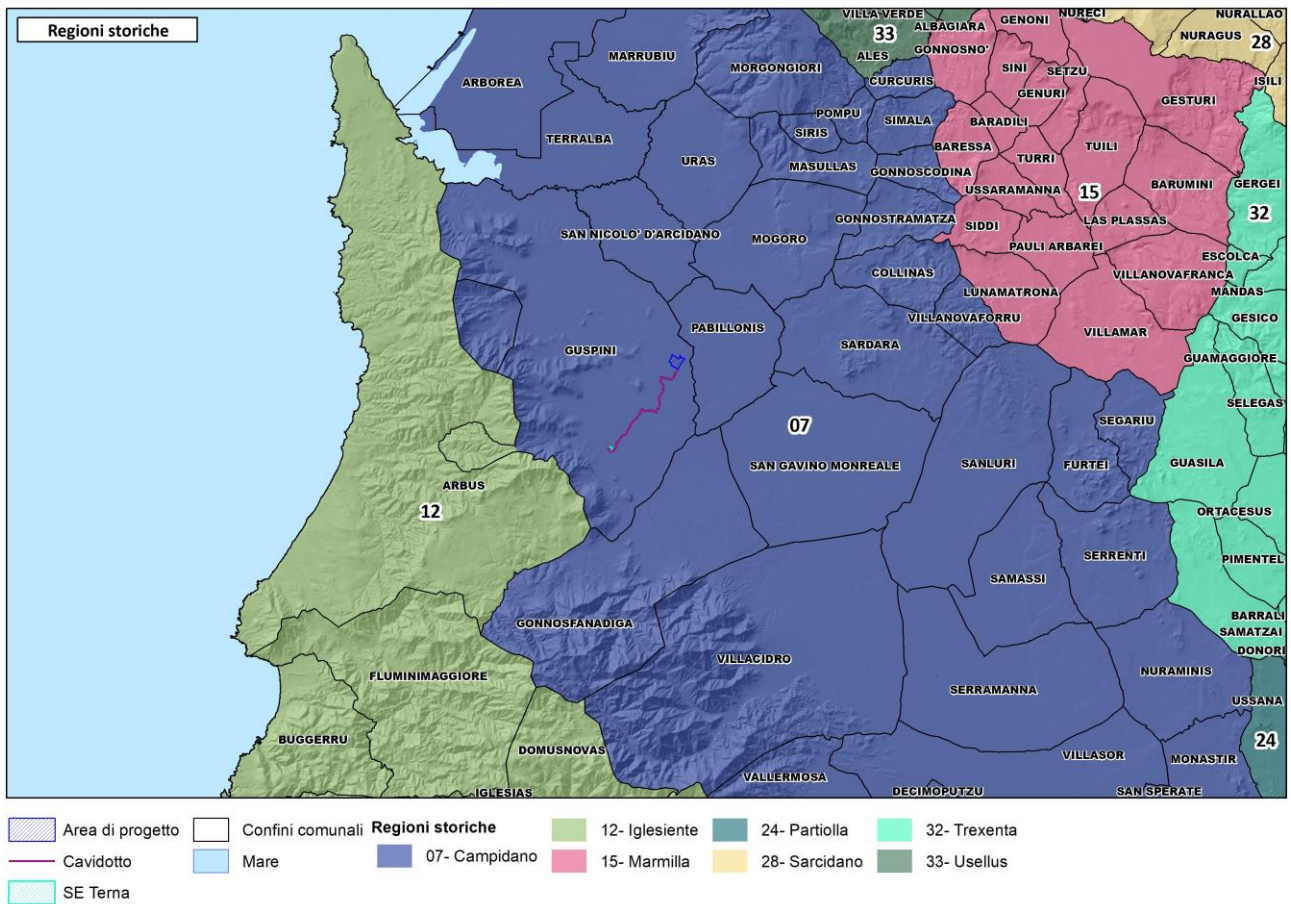 Regioni storiche
VILLA VERDE
ALBAGIARA
GENONI
NURECI
NURALLAO
33
NURAGUS
28
ALES
GONNOSNO'
MARRUBIU
MORGONGIORI
SINI
SETZU
ISILI
ARBOREA
CURCURIS
GENURI
GESTURI
POMPU
SIMALA
BARADILI
TERRALBA
SIRIS
URAS
BARESSA
TUILI
MASULLAS
TURRI
GONNOSCODINA
BARUMINI
GERGEI
USSARAMANNA
15
32
GONNOSTRAMATZA
LAS PLASSAS
SIDDI
SAN NICOLO' D'ARCIDANO
MOGORO
PAULI ARBAREI
ESCOLCA
COLLINAS
VILLANOVAFRANCA
LUNAMATRONA
MANDAS
VILLANOVAFORRU
GESICO
PABILLONIS
VILLAMAR
SARDARA
GUSPINI
GUAMAGGIORE
SELEGAS
SEGARIU
07
SAN GAVINO MONREALE
SANLURI
FURTEI
GUASILA
ARBUS
12
ORTACESUS
SERRENTI
PIMENTEL
SAMASSI
BARRALI
GONNOSFANADIGA
SAMATZAI
DONORI
VILLACIDRO
FLUMINIMAGGIORE
NURAMINIS
SERRAMANNA
USSANA
BUGGERRU
24
DOMUSNOVAS
VILLASOR
MONASTIR
VALLERMOSA
IGLESIAS
DECIMOPUTZU
SAN SPERATE
Area di progetto
Cavidotto
SE Terna
Confini comunali
Mare
Regioni storiche
07- Campidano
12- Iglesiente
15- Marmilla
24- Partiolla
28- Sarcidano
32- Trexenta
33- Usellus